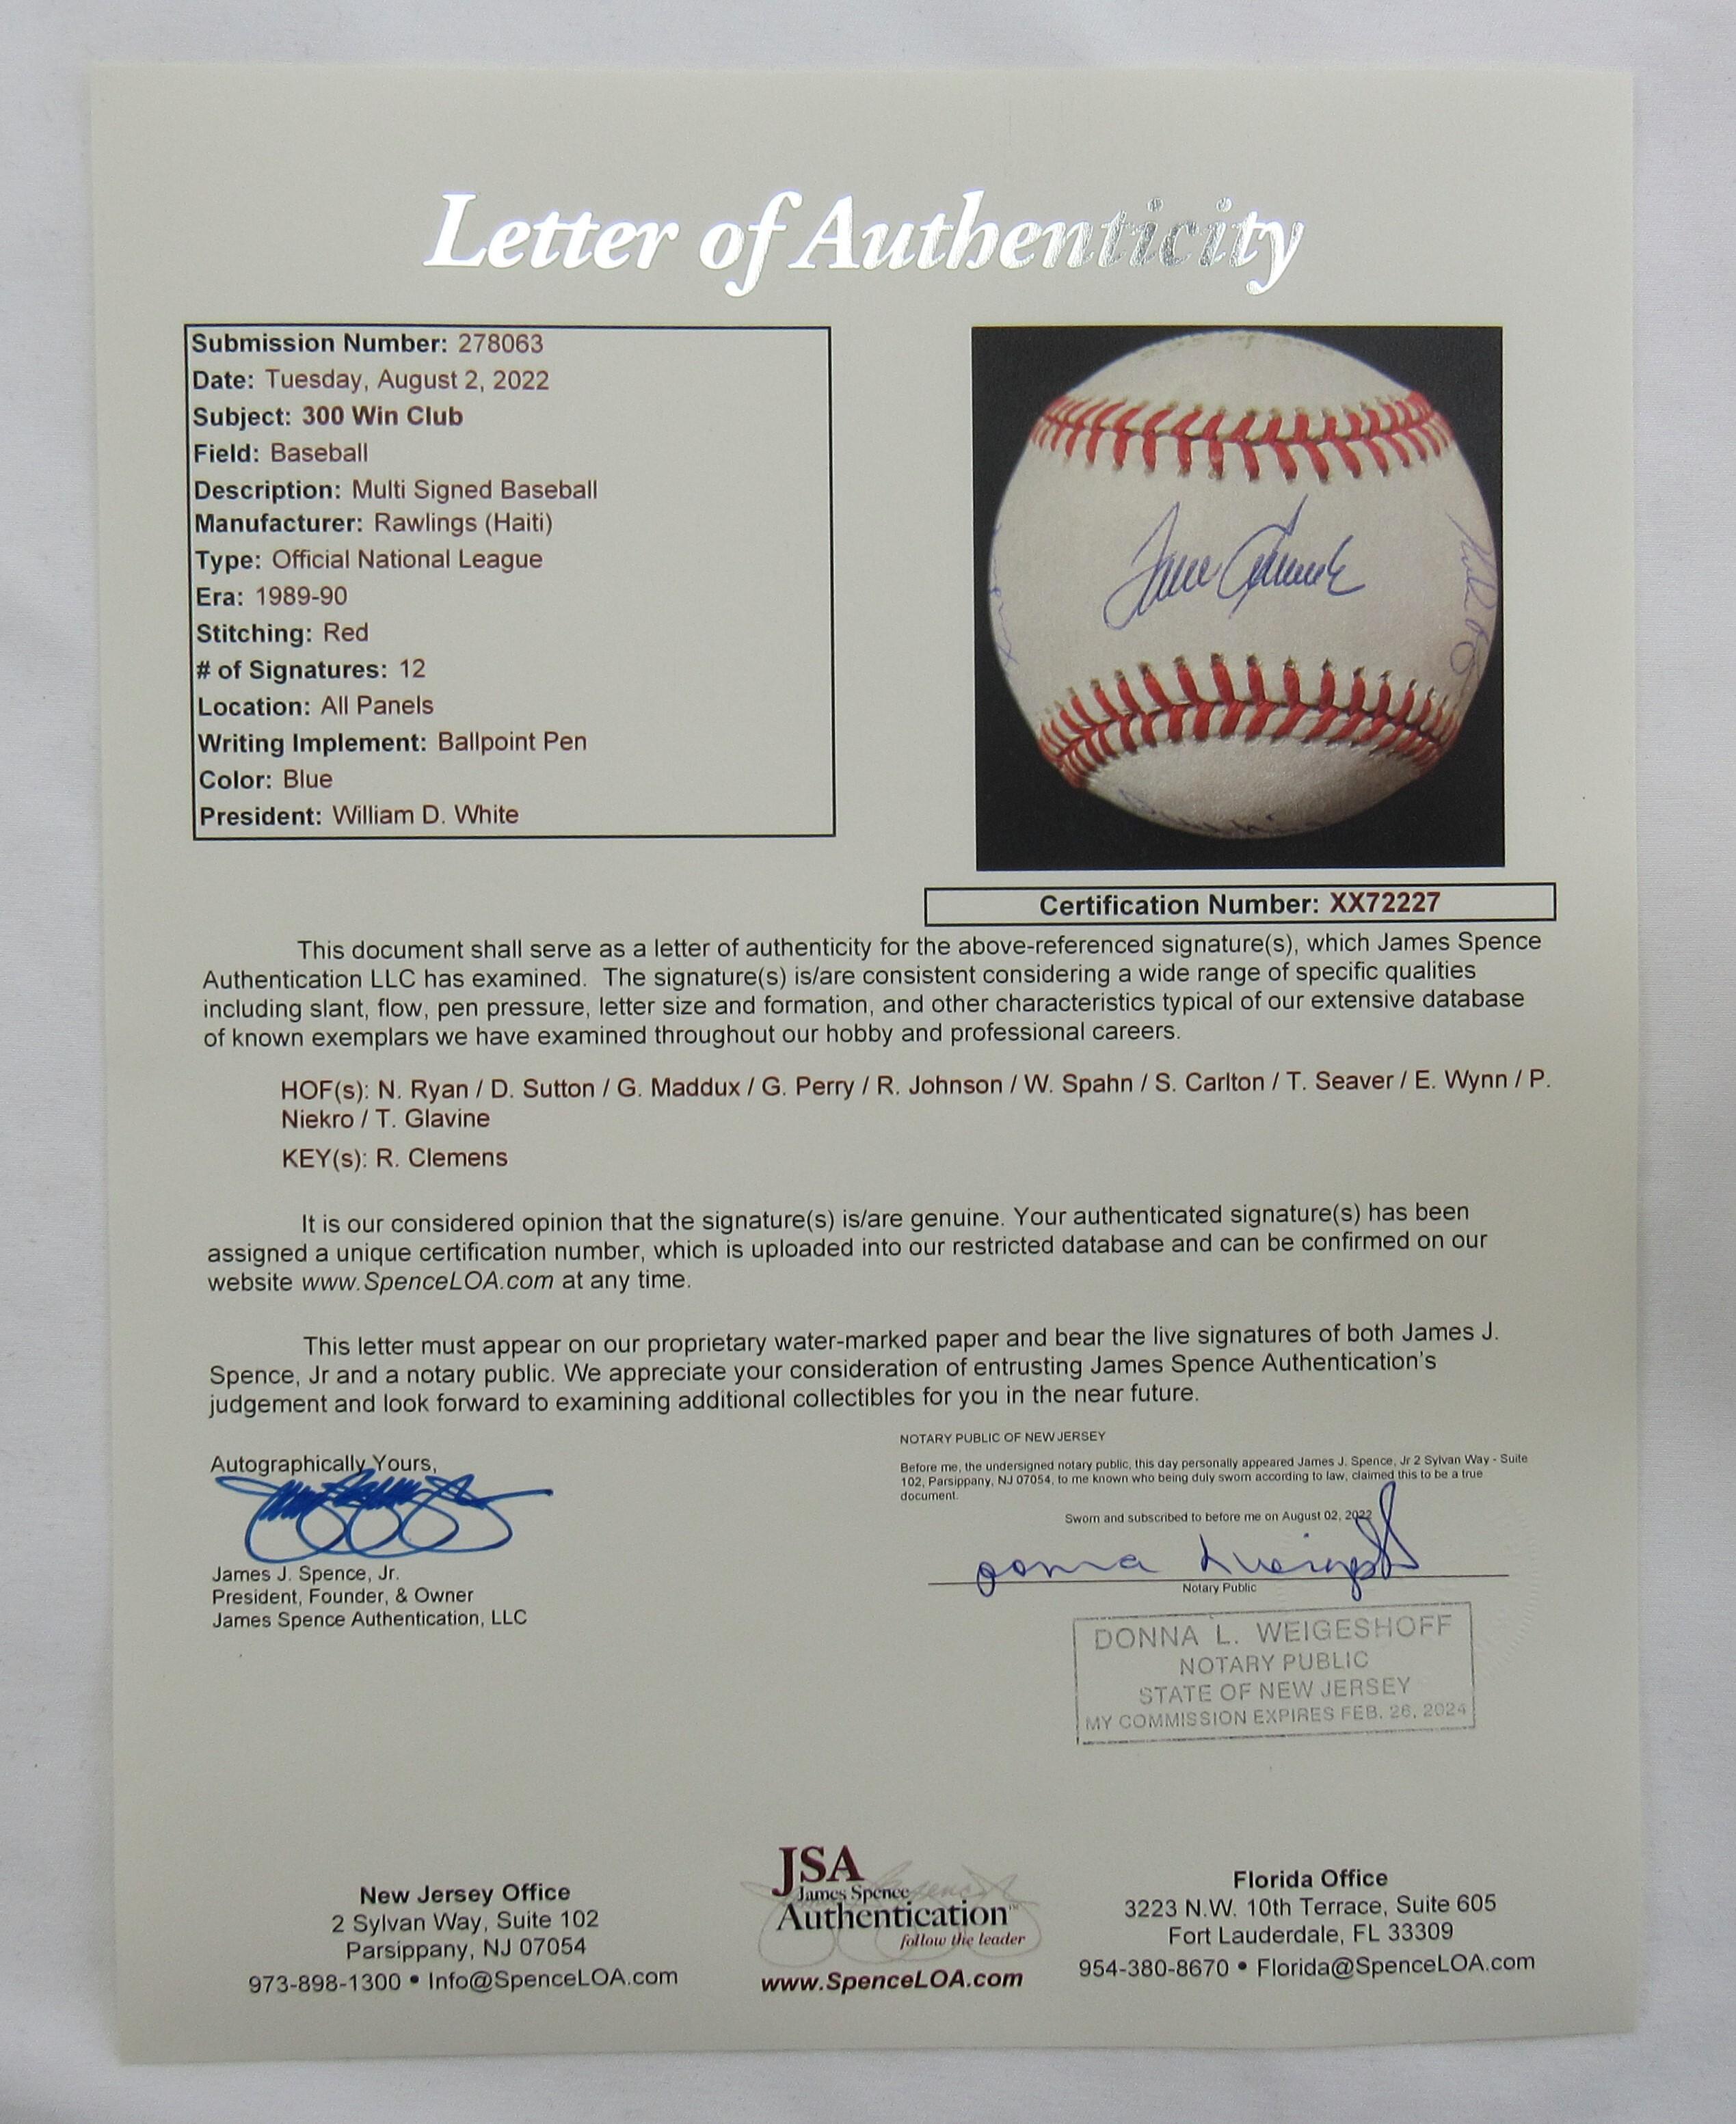 Letter of Authenticity
Submission Number: 278063
Date: Tuesday, August 2, 2022
Subject: 300 Win Club
Field: Baseball
Description: Multi Signed Baseball
Manufacturer: Rawlings (Haiti)
Type: Official National League
Era: 1989-90
Stitching: Red
# of Signatures: 12
Location: All Panels
Writing Implement: Ballpoint Pen
Color: Blue
President: William D. White
Tom Seaver
Certification Number: XX72227
This document shall serve as a letter of authenticity for the above-referenced signature(s), which James Spence
Authentication LLC has examined. The signature(s) is/are consistent considering a wide range of specific qualities
including slant, flow, pen pressure, letter size and formation, and other characteristics typical of our extensive database
of known exemplars we have examined throughout our hobby and professional careers.
HOF(s): N. Ryan / D. Sutton / G. Maddux / G. Perry / R. Johnson / W. Spahn / S. Carlton / T. Seaver / E. Wynn / P.
Niekro / T. Glavine
KEY(s): R. Clemens
It is our considered opinion that the signature(s) is/are genuine. Your authenticated signature(s) has been
assigned a unique certification number, which is uploaded into our restricted database and can be confirmed on our
website www.SpenceLOA.com at any time.
This letter must appear on our proprietary water-marked paper and bear the live signatures of both James J.
Spence, Jr and a notary public. We appreciate your consideration of entrusting James Spence Authentication's
judgement and look forward to examining additional collectibles for you in the near future.
Autographically Yours,
James J. Spence, Jr.
President, Founder, & Owner
James Spence Authentication, LLC
NOTARY PUBLIC OF NEW JERSEY
Before me, the undersigned notary public, this day personally appeared James J. Spence, Jr 2 Sylvan Way - Suite
102, Parsippany, NJ 07054, to me known who being duly sworn according to law, claimed this to be a true
document.
Sworn and subscribed to before me on August 02, 2022
Donna L Weigeshoff
Notary Public
DONNA L. WEIGESHOFF
NOTARY PUBLIC
STATE OF NEW JERSEY
MY COMMISSION EXPIRES FEB. 26, 2024
New Jersey Office
2 Sylvan Way, Suite 102
Parsippany, NJ 07054
973-898-1300 • Info@SpenceLOA.com
JSA
James Spence
Authentication™
follow the leader
www.SpenceLOA.com
Florida Office
3223 N.W. 10th Terrace, Suite 605
Fort Lauderdale, FL 33309
954-380-8670 • Florida@SpenceLOA.com